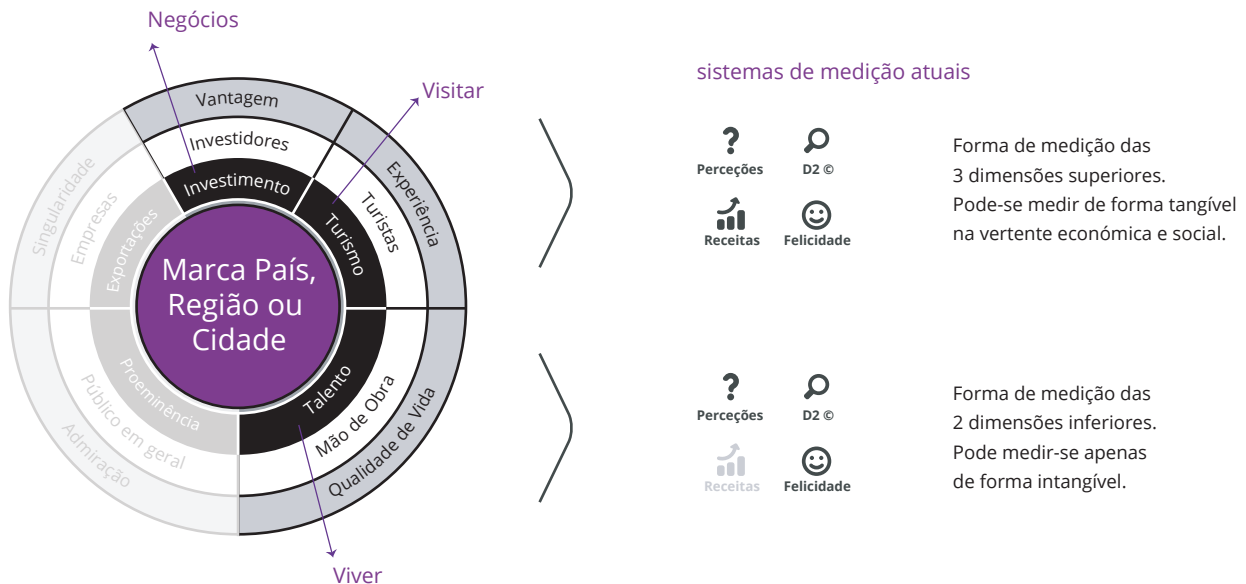 Negócios
Visitar
Viver
Vantagem
Investidores
Investimento
Experiência
Turistas
Turismo
Qualidade de Vida
Mão de Obra
Talento
Admiração
Público em geral
Proeminência
Singularidade
Empresas
Exportações
Marca País,
Região ou
Cidade
sistemas de medição atuais
?
Perceções
D2 ©
Receitas
Felicidade
Forma de medição das
3 dimensões superiores.
Pode-se medir de forma tangível
na vertente económica e social.
?
Perceções
D2 ©
Receitas
Felicidade
Forma de medição das
2 dimensões inferiores.
Pode medir-se apenas
de forma intangível.